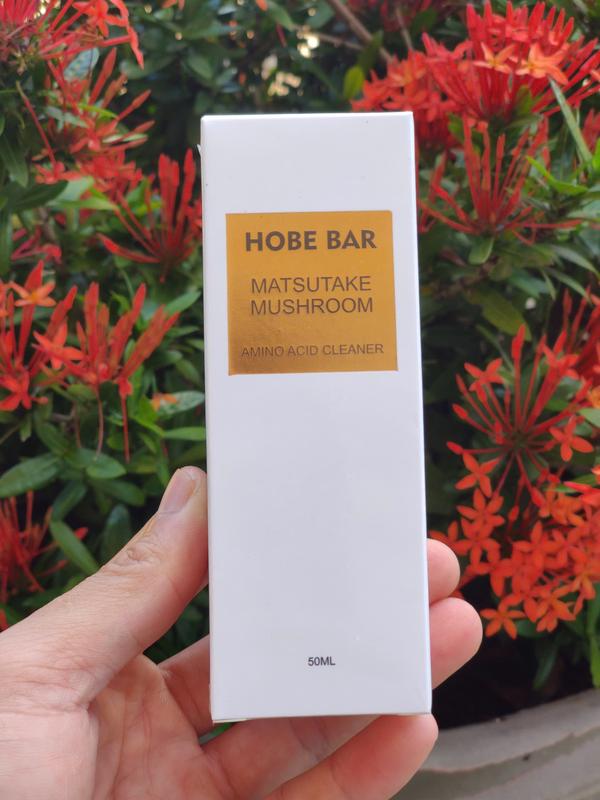 HOBE BAR
MATSUTAKE
MUSHROOM
AMINO ACID CLEANER
50ML